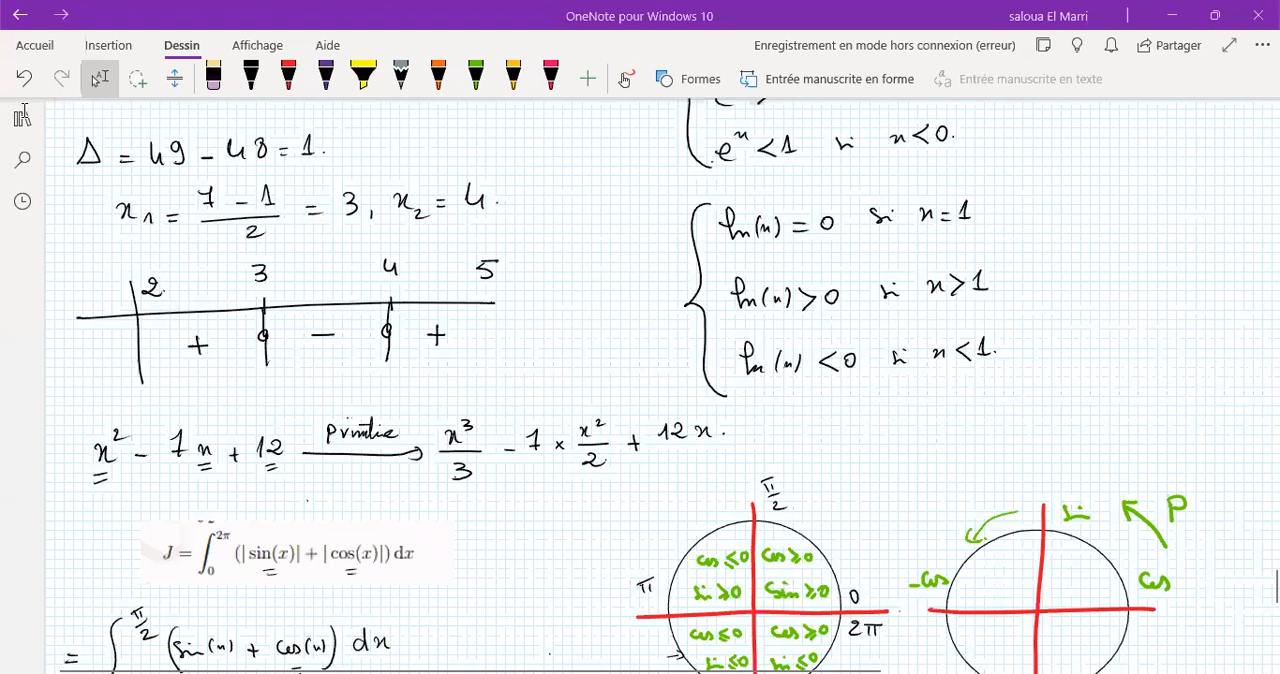 OneNote pour Windows 10
saloua El Marri
Accueil Insertion Dessin Affichage Aide
Enregistrement en mode hors connexion (erreur)
Partager
Formes
Entrée manuscrite en forme
Entrée manuscrite en texte
Δ = 49 - 48 = 1.
x1 = (7 - 1)/2 = 3, x2 = 4.
2 3 4 5
+ 0 - 0 +
x² - 7x + 12 primitive → x³/3 - 7 × x²/2 + 12x.
J = ∫₀^2π (|sin(x)| + |cos(x)|) dx
= ∫^π/2 (sin(x) + cos(x)) dx
e^x < 1 si x < 0.
ln(x) = 0 si x = 1
ln(x) > 0 si x > 1
ln(x) < 0 si x < 1.
π/2
cos ≤ 0 cos ≥ 0
π sin ≥ 0 sin ≥ 0 0
cos ≤ 0 cos ≥ 0 2π
sin ≤ 0 sin ≤ 0
sin P
-cos cos